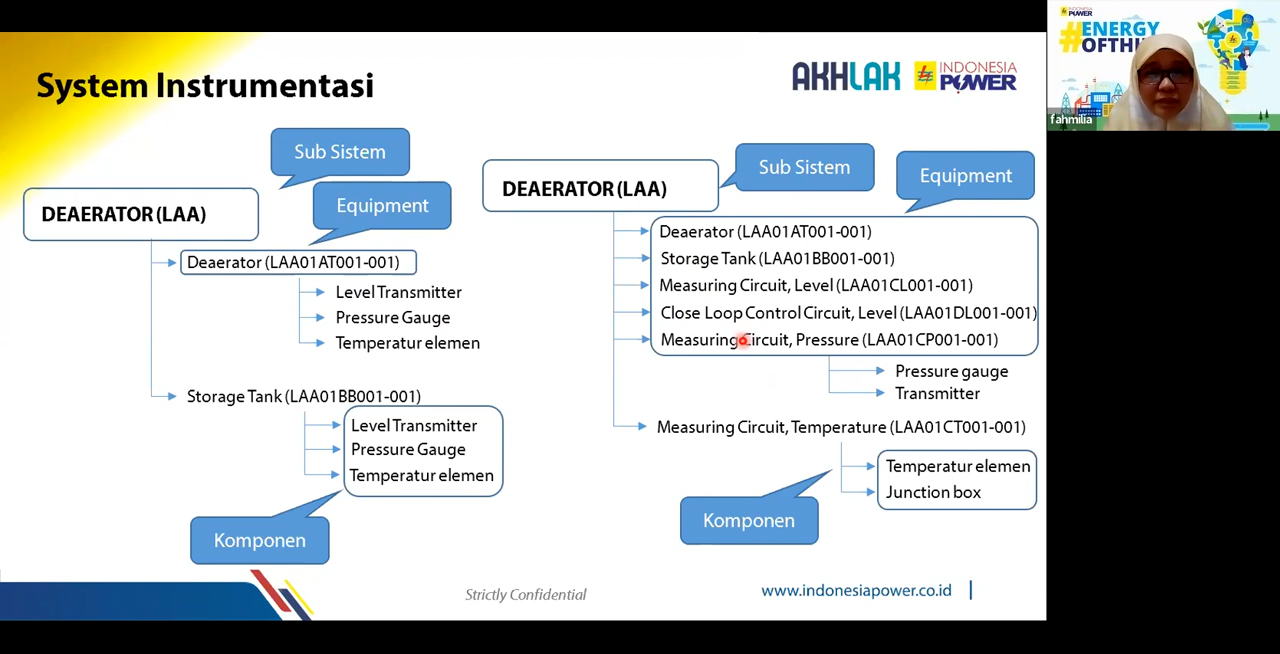 System Instrumentasi
AKHLAK
INDONESIA
POWER
Sub Sistem
Equipment
DEAERATOR (LAA)
Deaerator (LAA01AT001-001)
Level Transmitter
Pressure Gauge
Temperatur elemen
Storage Tank (LAA01BB001-001)
Level Transmitter
Pressure Gauge
Temperatur elemen
Komponen
Sub Sistem
Equipment
DEAERATOR (LAA)
Deaerator (LAA01AT001-001)
Storage Tank (LAA01BB001-001)
Measuring Circuit, Level (LAA01CL001-001)
Close Loop Control Circuit, Level (LAA01DL001-001)
Measuring Circuit, Pressure (LAA01CP001-001)
Pressure gauge
Transmitter
Measuring Circuit, Temperature (LAA01CT001-001)
Temperatur elemen
Junction box
Komponen
Strictly Confidential
www.indonesiapower.co.id
INDONESIA
POWER
#ENERGY
OFTH
fahmilia